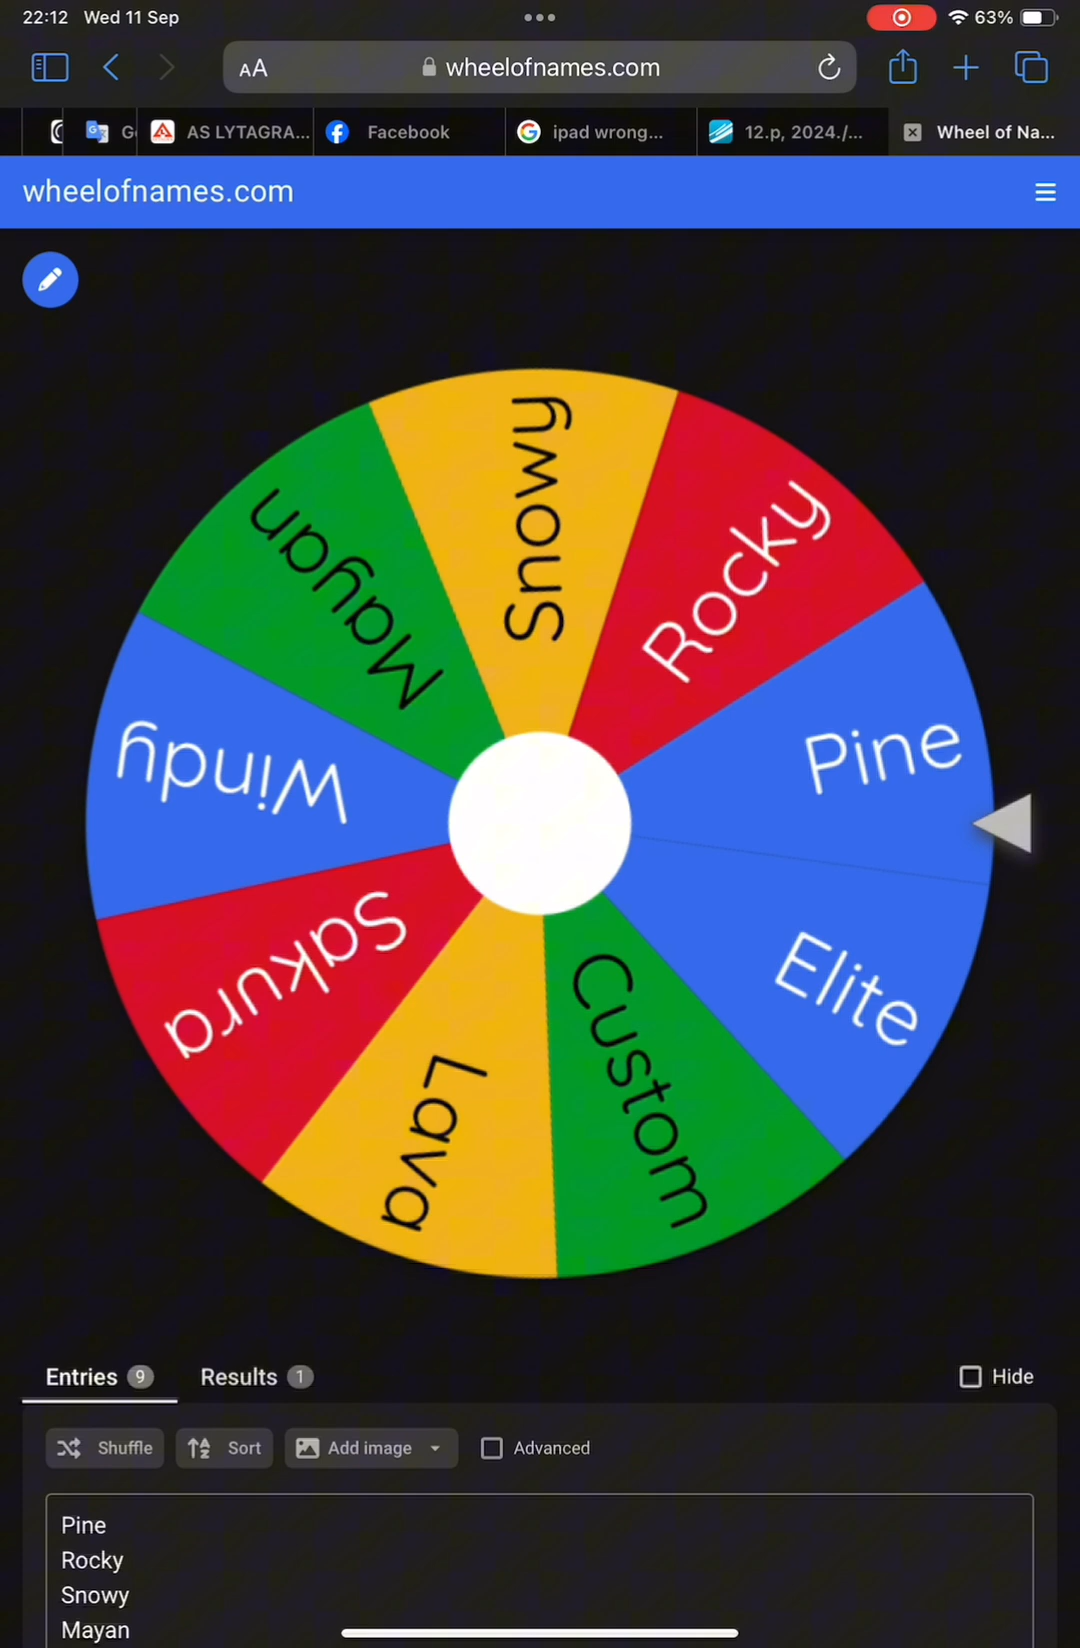 22:12 Wed 11 Sep
63%
AA
wheelofnames.com
AS LYTAGRA...
Facebook
ipad wrong...
12.p, 2024./...
Wheel of Na...
wheelofnames.com
Snowy
Rocky
Mayan
Pine
Windy
Elite
Sakura
Custom
Lava
Entries 9
Results 1
Hide
Shuffle
Sort
Add image
Advanced
Pine
Rocky
Snowy
Mayan